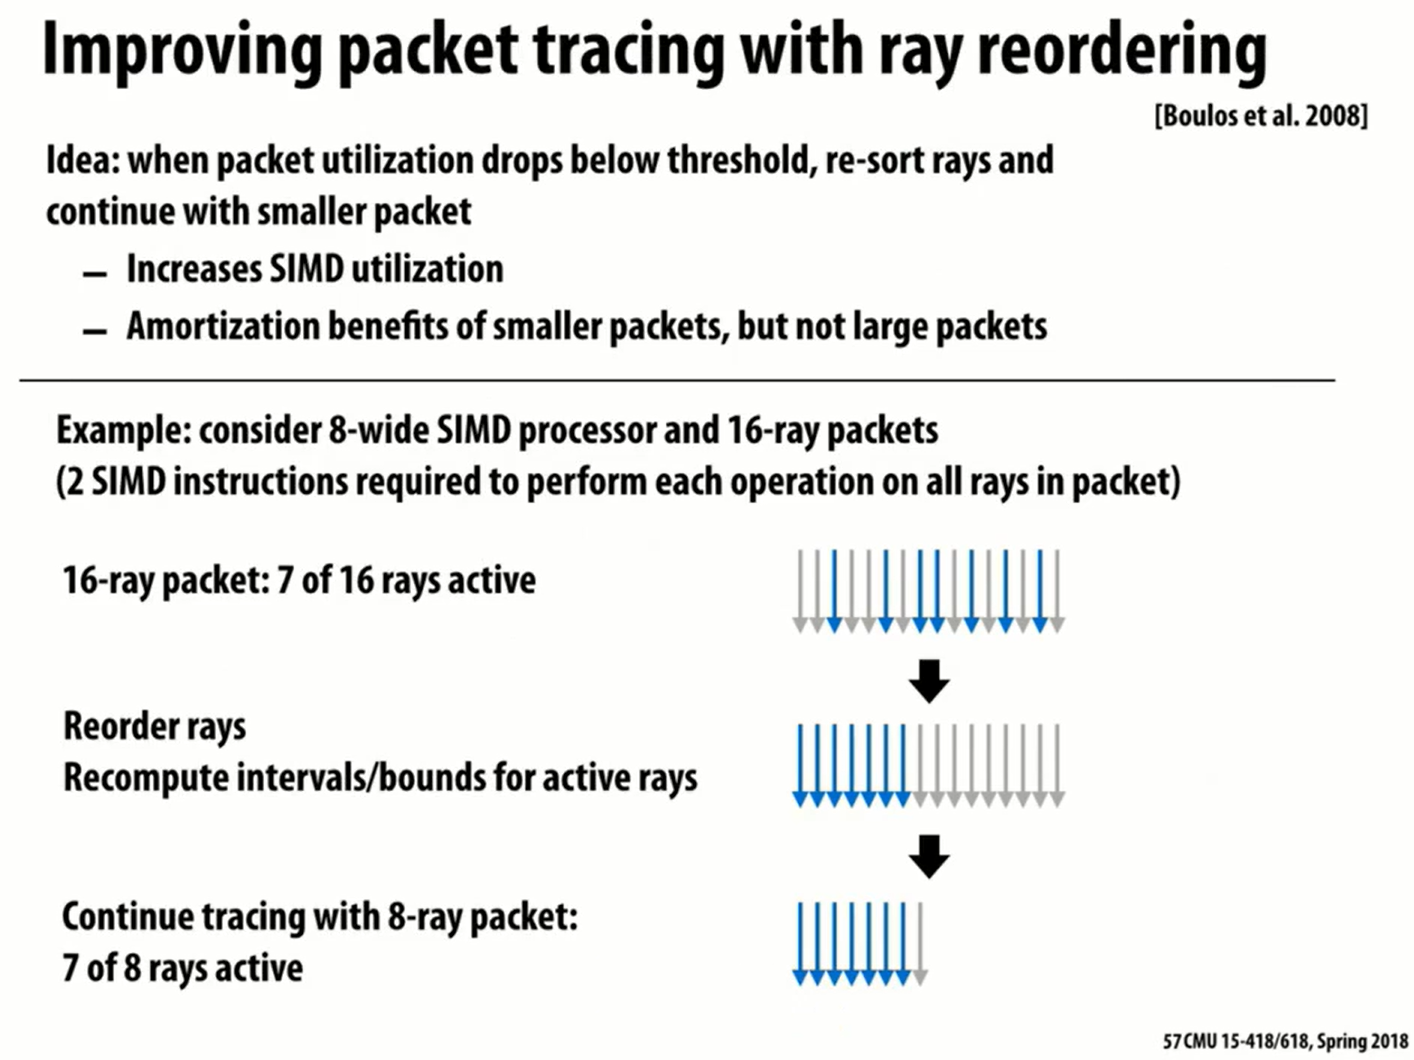 Improving packet tracing with ray reordering
[Boulos et al. 2008]
Idea: when packet utilization drops below threshold, re-sort rays and
continue with smaller packet
– Increases SIMD utilization
– Amortization benefits of smaller packets, but not large packets
Example: consider 8-wide SIMD processor and 16-ray packets
(2 SIMD instructions required to perform each operation on all rays in packet)
16-ray packet: 7 of 16 rays active
Reorder rays
Recompute intervals/bounds for active rays
Continue tracing with 8-ray packet:
7 of 8 rays active
57 CMU 15-418/618, Spring 2018